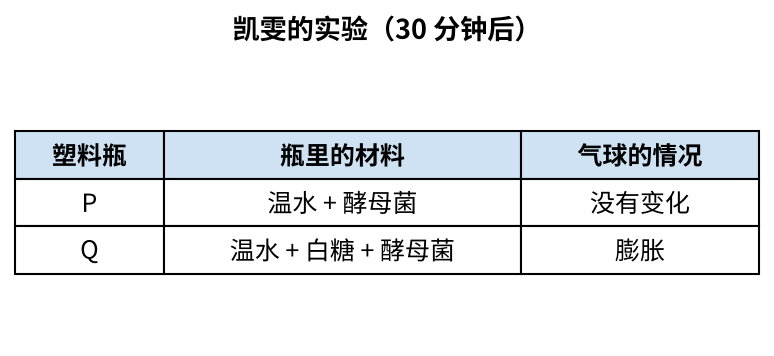 凯雯的实验（30 分钟后）
塑料瓶 瓶里的材料 气球的情况
P 温水 + 酵母菌 没有变化
Q 温水 + 白糖 + 酵母菌 膨胀